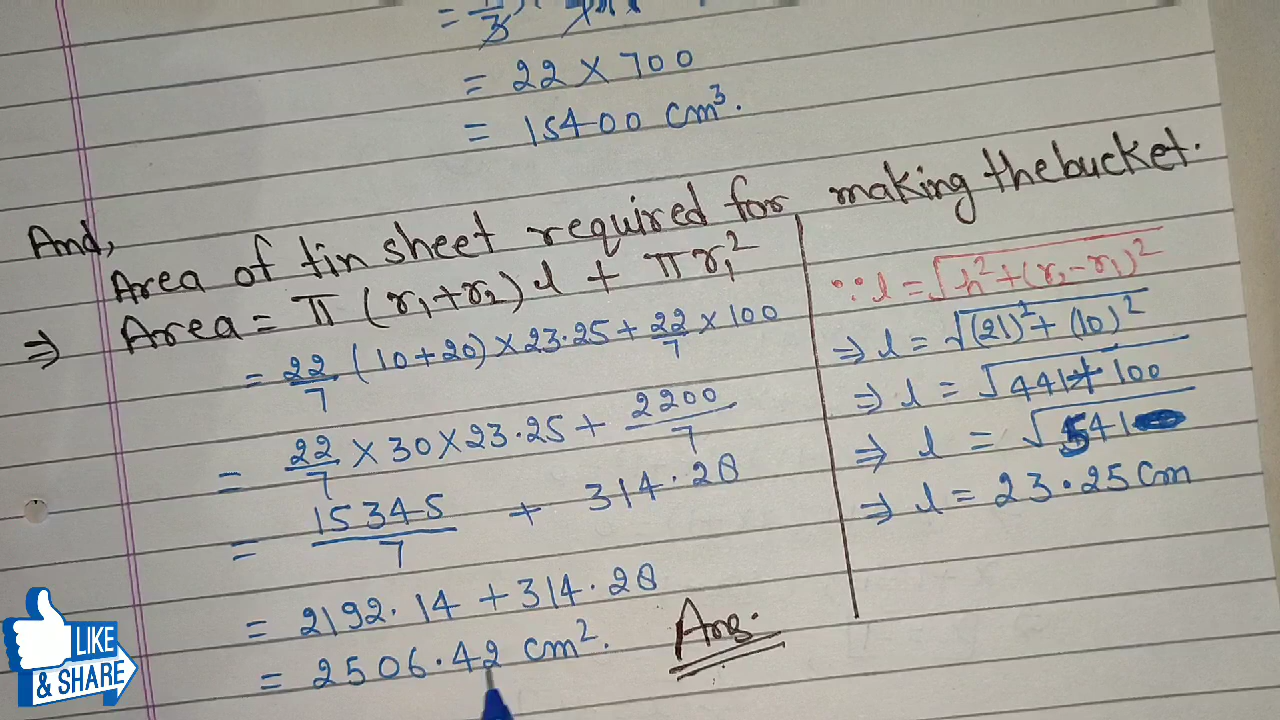 = 22 × 700
= 15400 cm³.
And,
Area of tin sheet required for making the bucket.
⇒ Area = π (r₁+r₂) l + π r₁²
= 22/7 (10+20) × 23.25 + 22/7 × 100
= 22/7 × 30 × 23.25 + 2200/7
= 15345/7 + 314.28
= 2192.14 + 314.28
= 2506.42 cm². Ans.
∵ l = √h²+(r₂-r₁)²
⇒ l = √(21)²+(10)²
⇒ l = √441+100
⇒ l = √541
⇒ l = 23.25 cm
LIKE
& SHARE